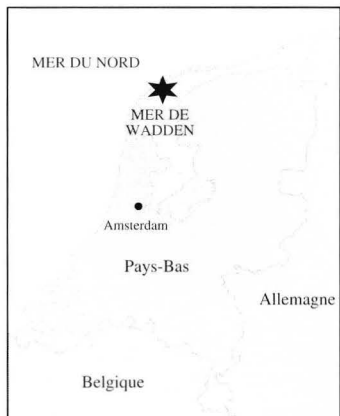 MER DU NORD
MER DE
WADDEN
Amsterdam
Pays-Bas
Allemagne
Belgique